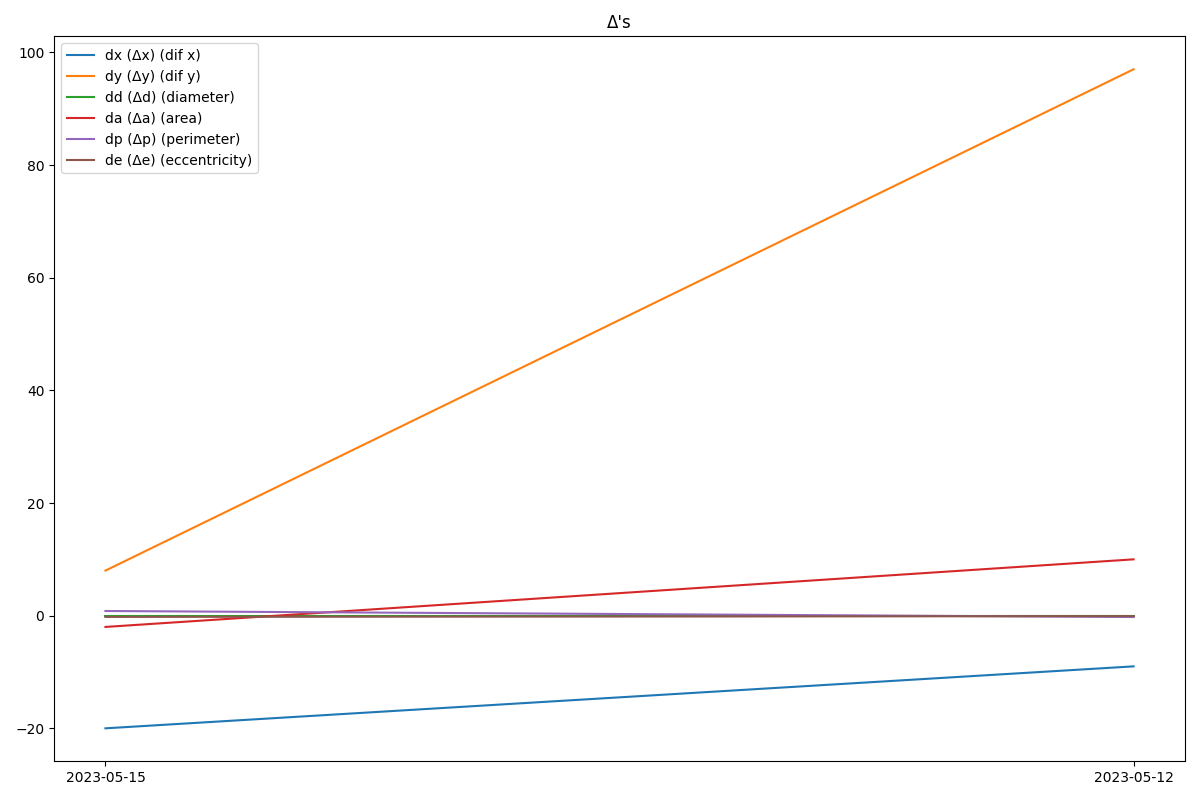 Δ's
100
80
60
40
20
0
−20
dx (Δx) (dif x)
dy (Δy) (dif y)
dd (Δd) (diameter)
da (Δa) (area)
dp (Δp) (perimeter)
de (Δe) (eccentricity)
2023-05-15
2023-05-12